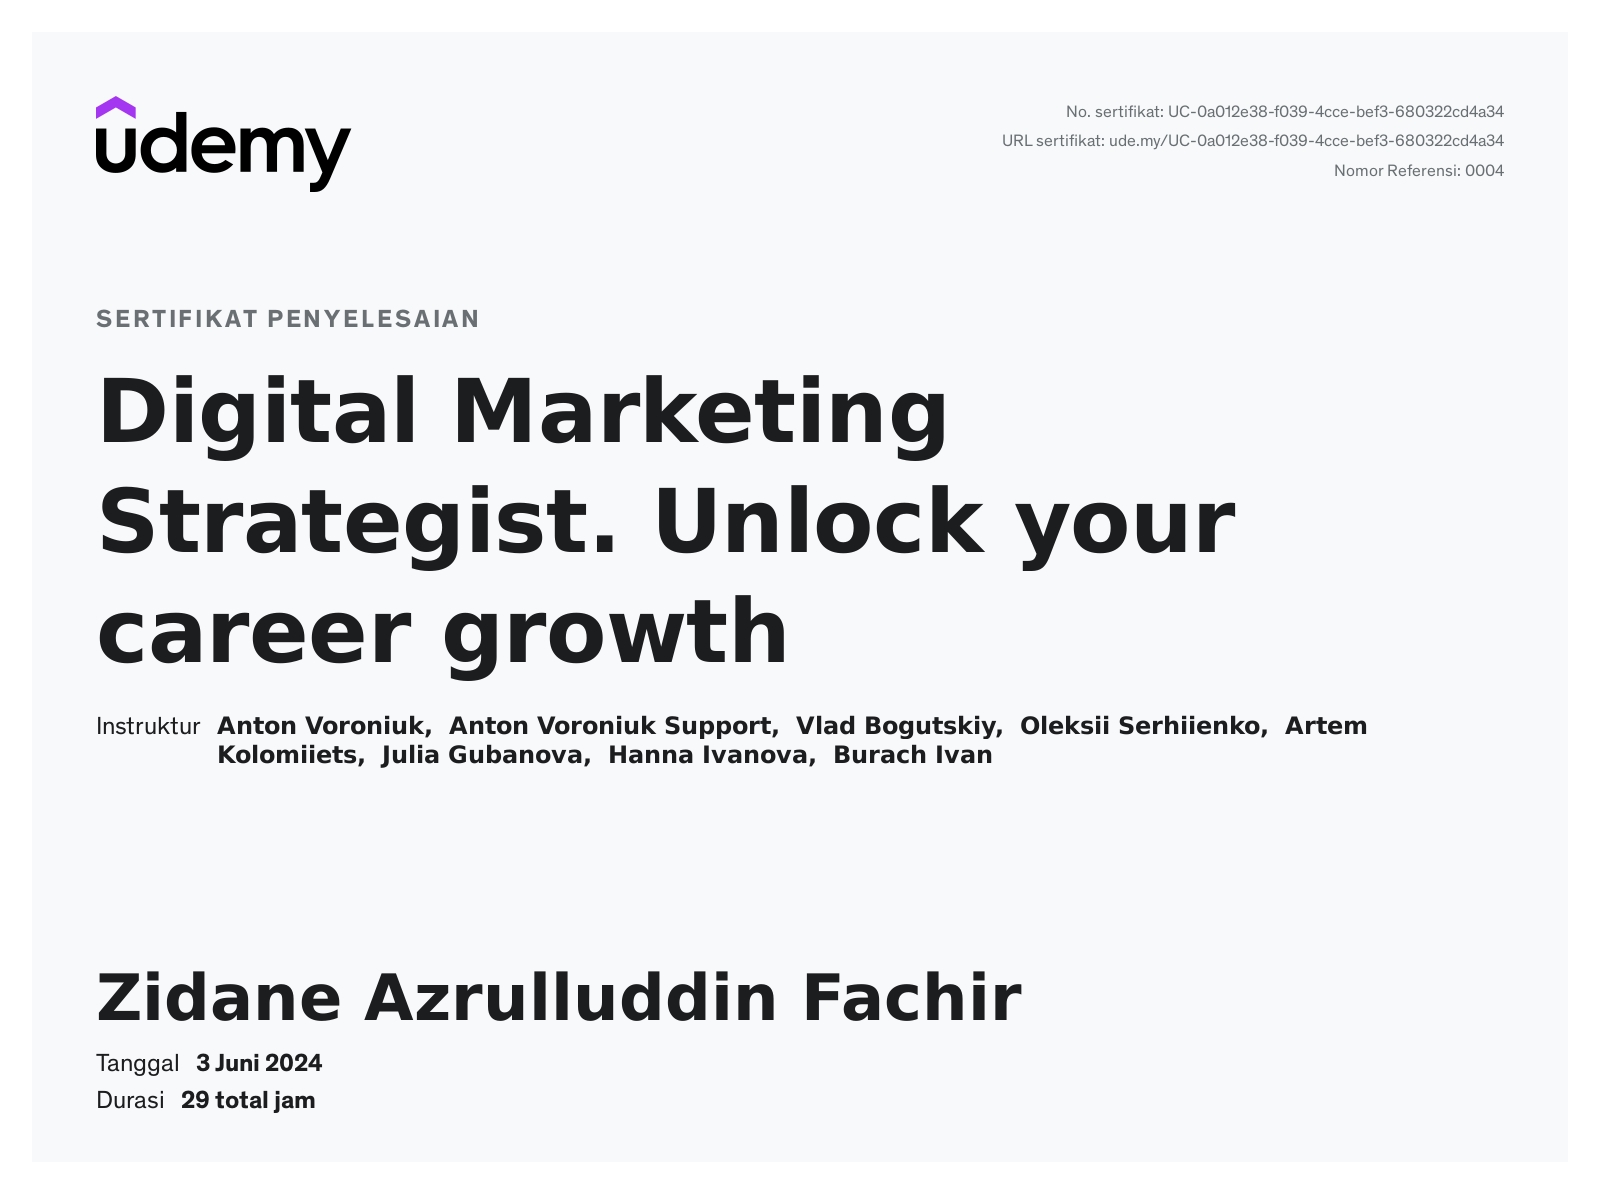 udemy
No. sertifikat: UC-0a012e38-f039-4cce-bef3-680322cd4a34
URL sertifikat: ude.my/UC-0a012e38-f039-4cce-bef3-680322cd4a34
Nomor Referensi: 0004
SERTIFIKAT PENYELESAIAN
Digital Marketing
Strategist. Unlock your
career growth
Instruktur Anton Voroniuk, Anton Voroniuk Support, Vlad Bogutskiy, Oleksii Serhiienko, Artem
Kolomiiets, Julia Gubanova, Hanna Ivanova, Burach Ivan
Zidane Azrulluddin Fachir
Tanggal 3 Juni 2024
Durasi 29 total jam